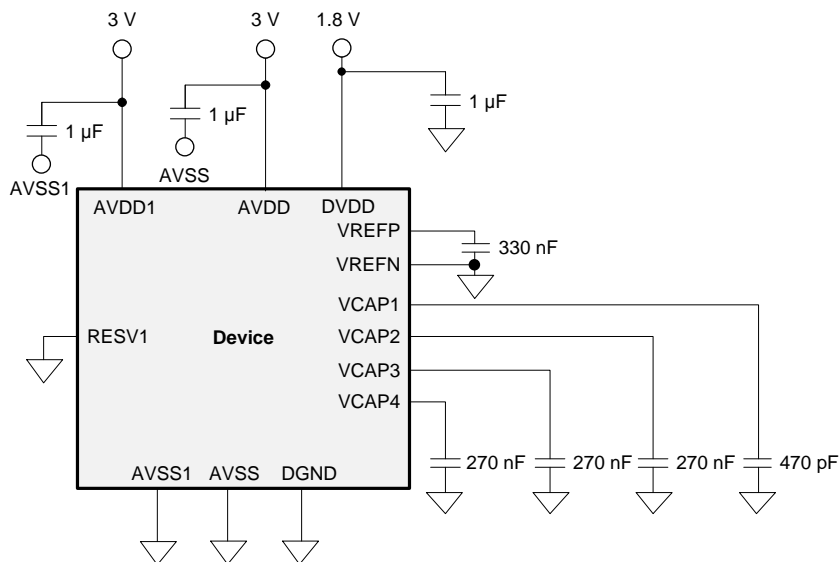 3 V 3 V 1.8 V
1 µF 1 µF 1 µF
AVSS1 AVSS
AVDD1 AVDD DVDD
VREFP
330 nF
VREFN
VCAP1
RESV1 Device VCAP2
VCAP3
VCAP4
270 nF 270 nF 270 nF 470 pF
AVSS1 AVSS DGND